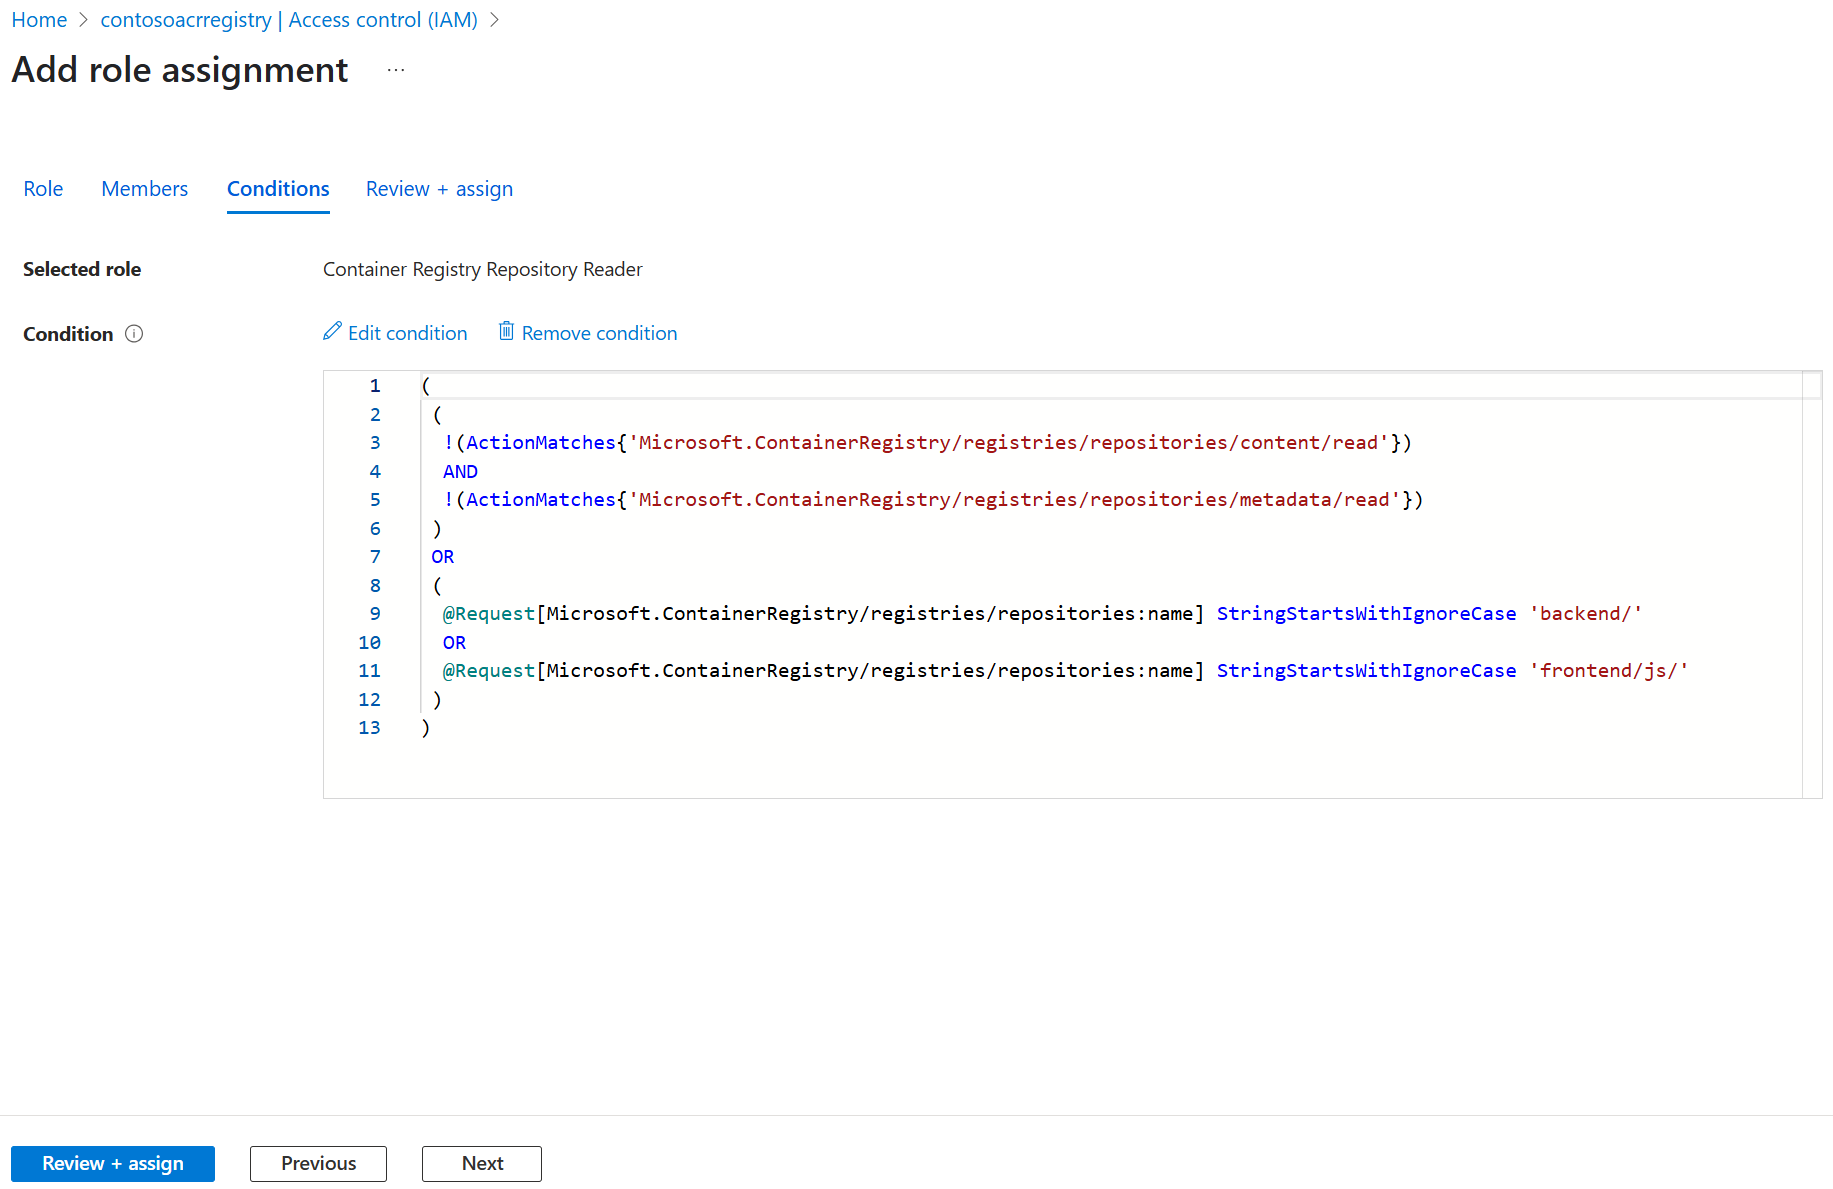 Home > contosoacrregistry | Access control (IAM) >
Add role assignment ...
Role Members Conditions Review + assign
Selected role Container Registry Repository Reader
Condition Edit condition Remove condition
1 (
2 (
3 !(ActionMatches{'Microsoft.ContainerRegistry/registries/repositories/content/read'})
4 AND
5 !(ActionMatches{'Microsoft.ContainerRegistry/registries/repositories/metadata/read'})
6 )
7 OR
8 (
9 @Request[Microsoft.ContainerRegistry/registries/repositories:name] StringStartsWithIgnoreCase 'backend/'
10 OR
11 @Request[Microsoft.ContainerRegistry/registries/repositories:name] StringStartsWithIgnoreCase 'frontend/js/'
12 )
13 )
Review + assign Previous Next